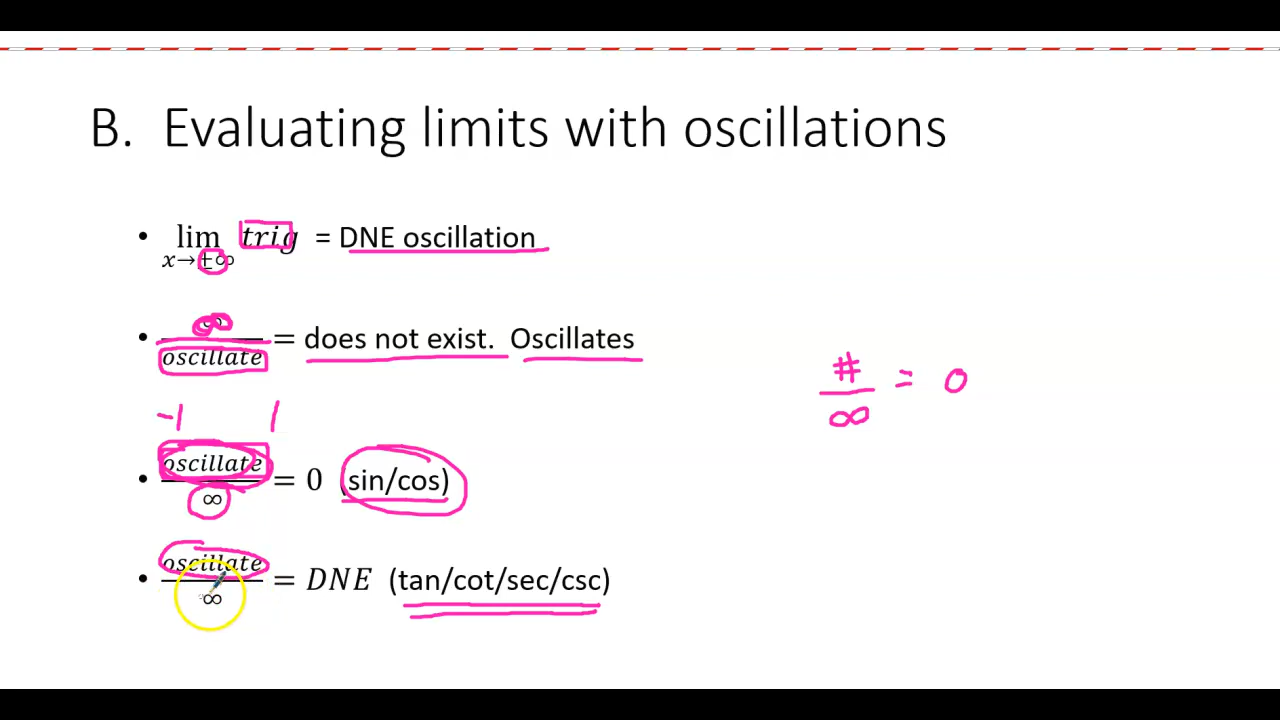 B. Evaluating limits with oscillations
• lim x→±∞ trig = DNE oscillation
• ∞/oscillate = does not exist. Oscillates
# / ∞ = 0
-1 1
• oscillate/∞ = 0 (sin/cos)
• oscillate/∞ = DNE (tan/cot/sec/csc)